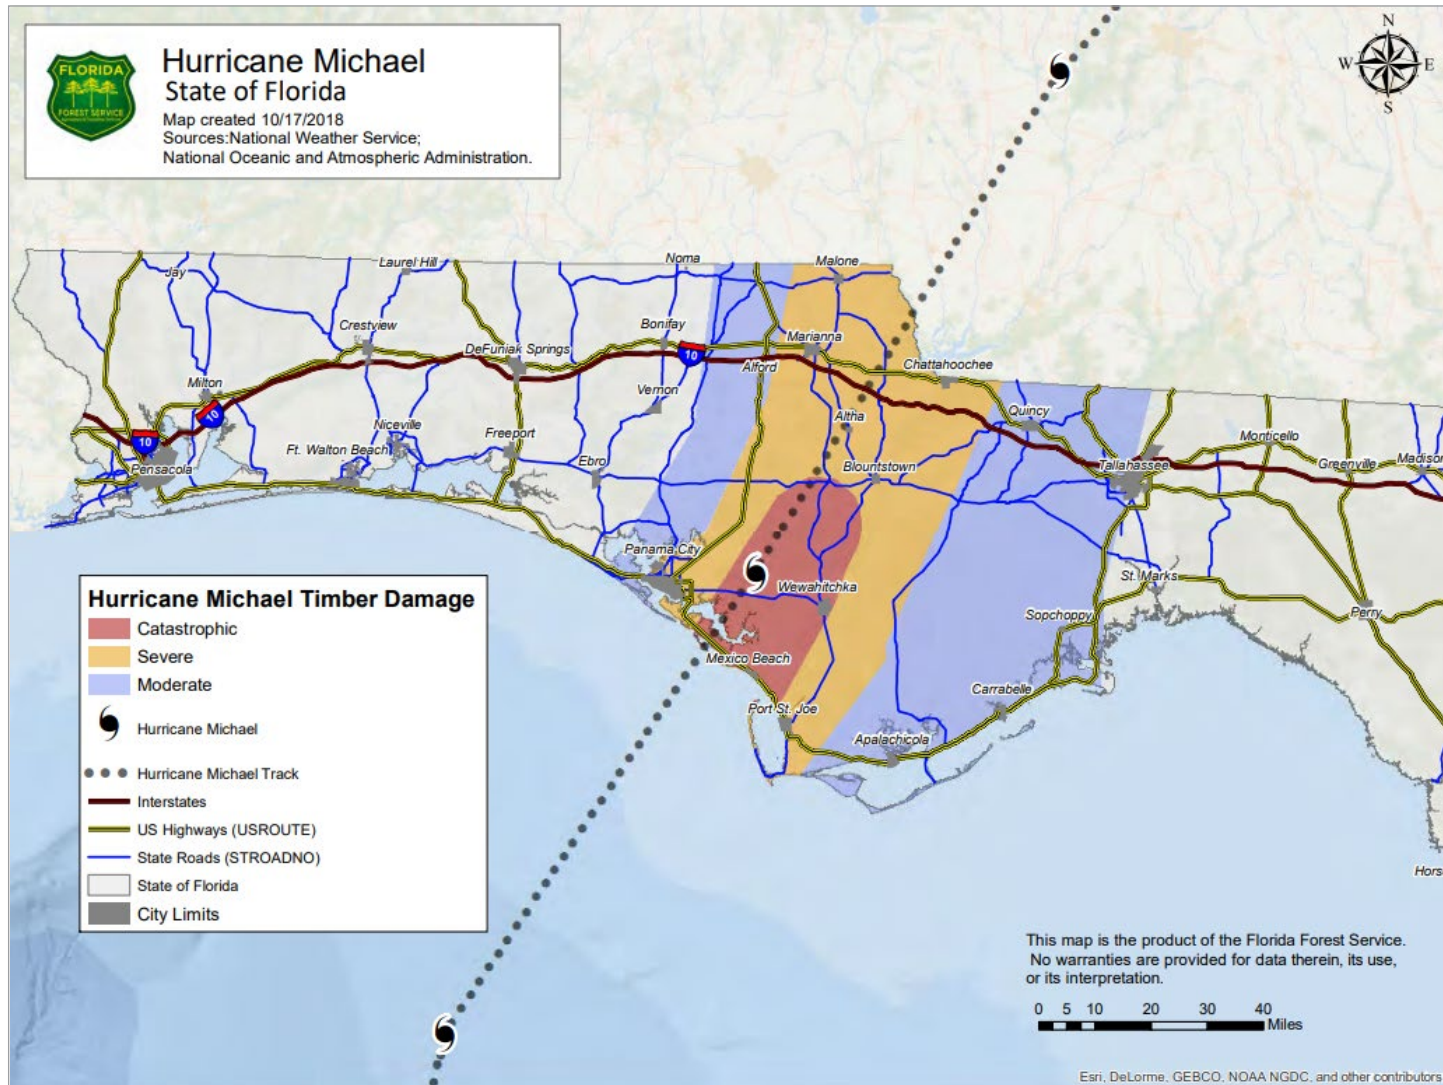 FLORIDA
FOREST SERVICE
Hurricane Michael
State of Florida
Map created 10/17/2018
Sources:National Weather Service;
National Oceanic and Atmospheric Administration.
N
W E
S
Jay
Laurel Hill
Noma
Malone
Crestview
Bonifay
Marianna
DeFuniak Springs
10
Alford
Chattahoochee
Milton
Vernon
10
Niceville
Freeport
Altha
Quincy
Monticello
10
Ft. Walton Beach
Ebro
Blountstown
Tallahassee
Greenville
Madison
Pensacola
Panama City
Wewahitchka
St. Marks
Sopchoppy
Perry
Mexico Beach
Carrabelle
Port St. Joe
Apalachicola
Hors
Hurricane Michael Timber Damage
Catastrophic
Severe
Moderate
Hurricane Michael
Hurricane Michael Track
Interstates
US Highways (USROUTE)
State Roads (STROADNO)
State of Florida
City Limits
This map is the product of the Florida Forest Service.
No warranties are provided for data therein, its use,
or its interpretation.
0 5 10 20 30 40
Miles
Esri, DeLorme, GEBCO, NOAA NGDC, and other contributors